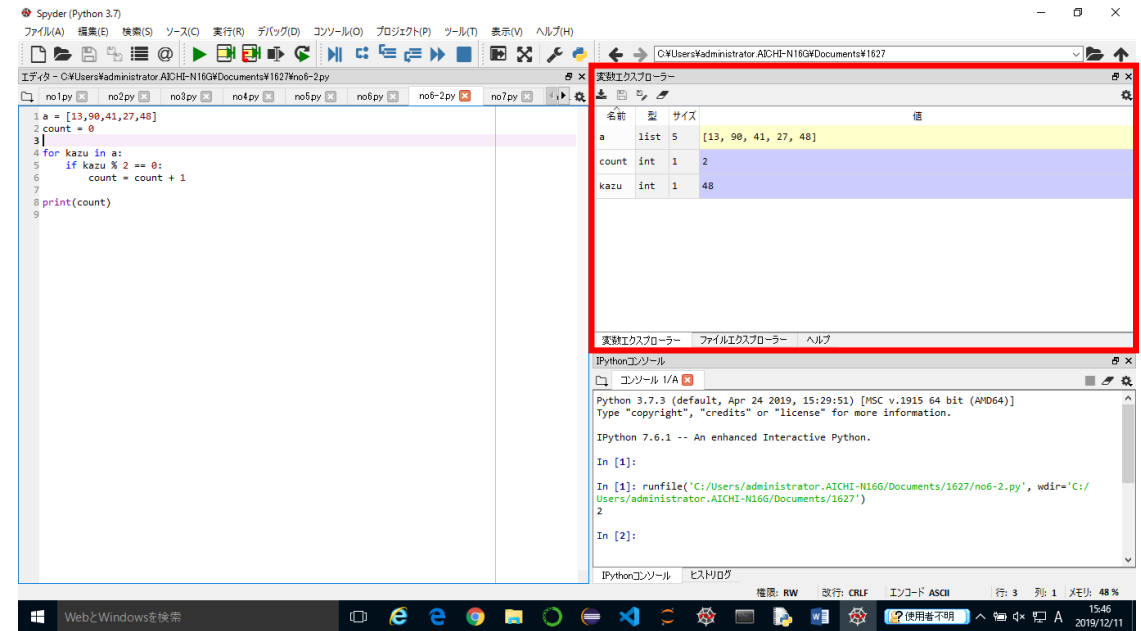 Spyder (Python 3.7)
ファイル(A) 編集(E) 検索(S) ソース(C) 実行(R) デバッグ(D) コンソール(O) プロジェクト(P) ツール(T) 表示(V) ヘルプ(H)
C:¥Users¥administrator.AICHI-N16G¥Documents¥1627
エディタ - C:¥Users¥administrator.AICHI-N16G¥Documents¥1627¥no6-2.py
no1.py no2.py no3.py no4.py no5.py no6.py no6-2.py no7.py
1 a = [13,90,41,27,48]
2 count = 0
3
4 for kazu in a:
5 if kazu % 2 == 0:
6 count = count + 1
7
8 print(count)
9
変数エクスプローラー
名前 型 サイズ 値
a list 5 [13, 90, 41, 27, 48]
count int 1 2
kazu int 1 48
変数エクスプローラー ファイルエクスプローラー ヘルプ
IPythonコンソール
コンソール 1/A
Python 3.7.3 (default, Apr 24 2019, 15:29:51) [MSC v.1915 64 bit (AMD64)]
Type "copyright", "credits" or "license" for more information.
IPython 7.6.1 -- An enhanced Interactive Python.
In [1]:
In [1]: runfile('C:/Users/administrator.AICHI-N16G/Documents/1627/no6-2.py', wdir='C:/
Users/administrator.AICHI-N16G/Documents/1627')
2
In [2]:
IPythonコンソール ヒストリログ
権限: RW 改行: CRLF エンコード ASCII 行: 3 列: 1 メモリ: 48 %
WebとWindowsを検索
使用者不明
A
15:46
2019/12/11